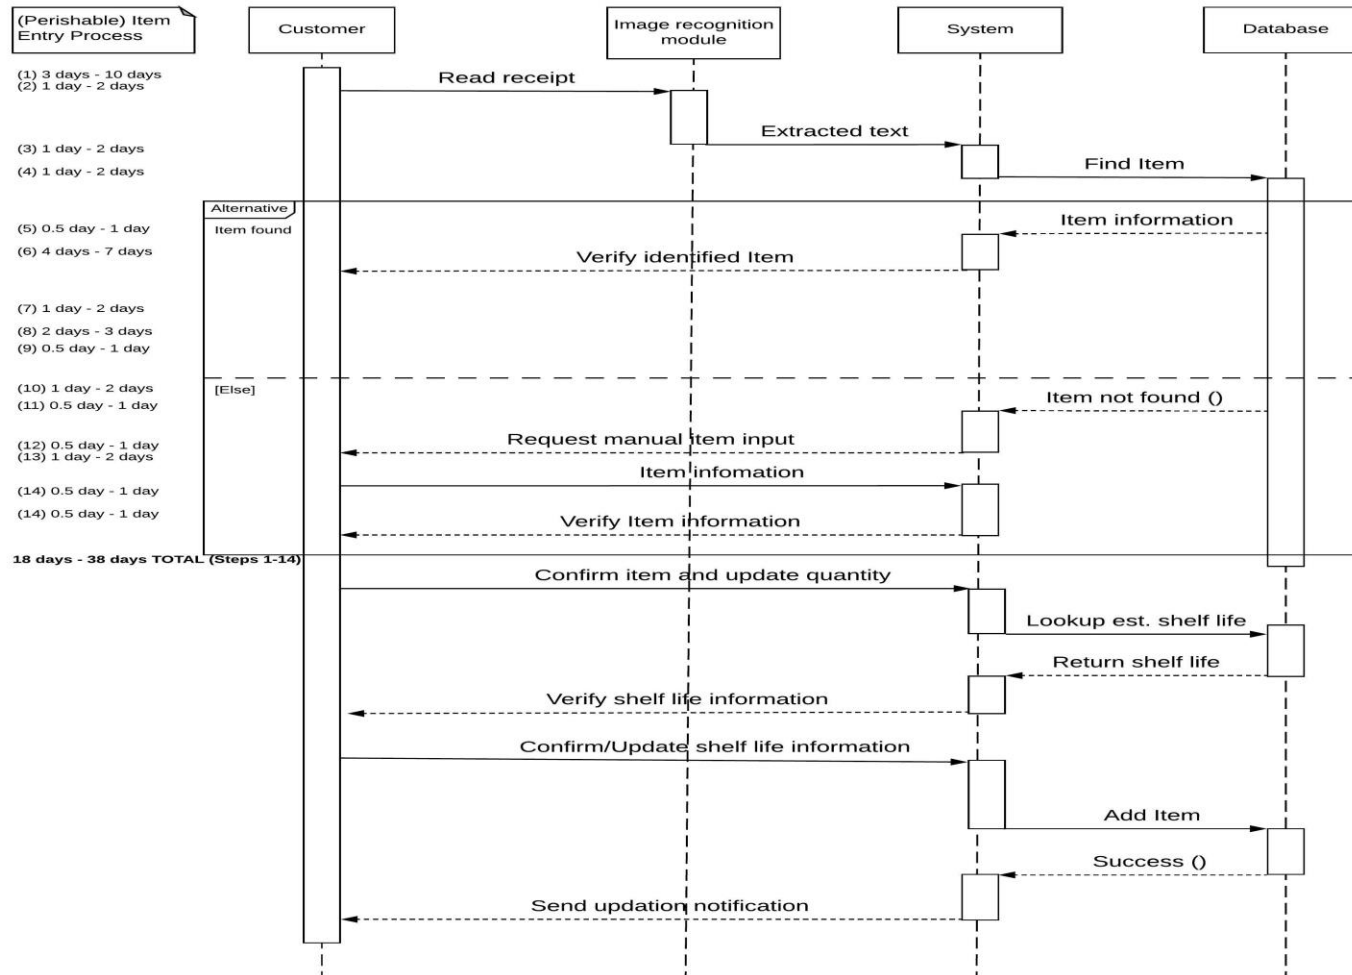 (Perishable) Item
Entry Process
Customer
Image recognition
module
System
Database
(1) 3 days - 10 days
(2) 1 day - 2 days
Read receipt
Extracted text
(3) 1 day - 2 days
Find Item
(4) 1 day - 2 days
Alternative
Item found
Item information
(5) 0.5 day - 1 day
(6) 4 days - 7 days
Verify identified Item
(7) 1 day - 2 days
(8) 2 days - 3 days
(9) 0.5 day - 1 day
(10) 1 day - 2 days
[Else]
Item not found ()
(11) 0.5 day - 1 day
Request manual item input
(12) 0.5 day - 1 day
(13) 1 day - 2 days
Item infomation
(14) 0.5 day - 1 day
(14) 0.5 day - 1 day
Verify Item information
18 days - 38 days TOTAL (Steps 1-14)
Confirm item and update quantity
Lookup est. shelf life
Return shelf life
Verify shelf life information
Confirm/Update shelf life information
Add Item
Success ()
Send updation notification